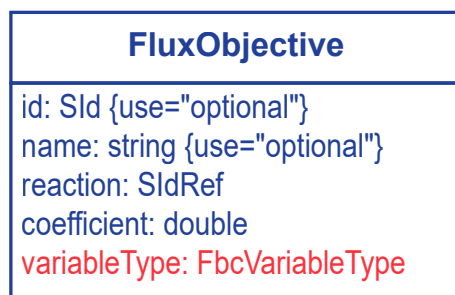 FluxObjective
id: SId {use="optional"}
name: string {use="optional"}
reaction: SIdRef
coefficient: double
variableType: FbcVariableType